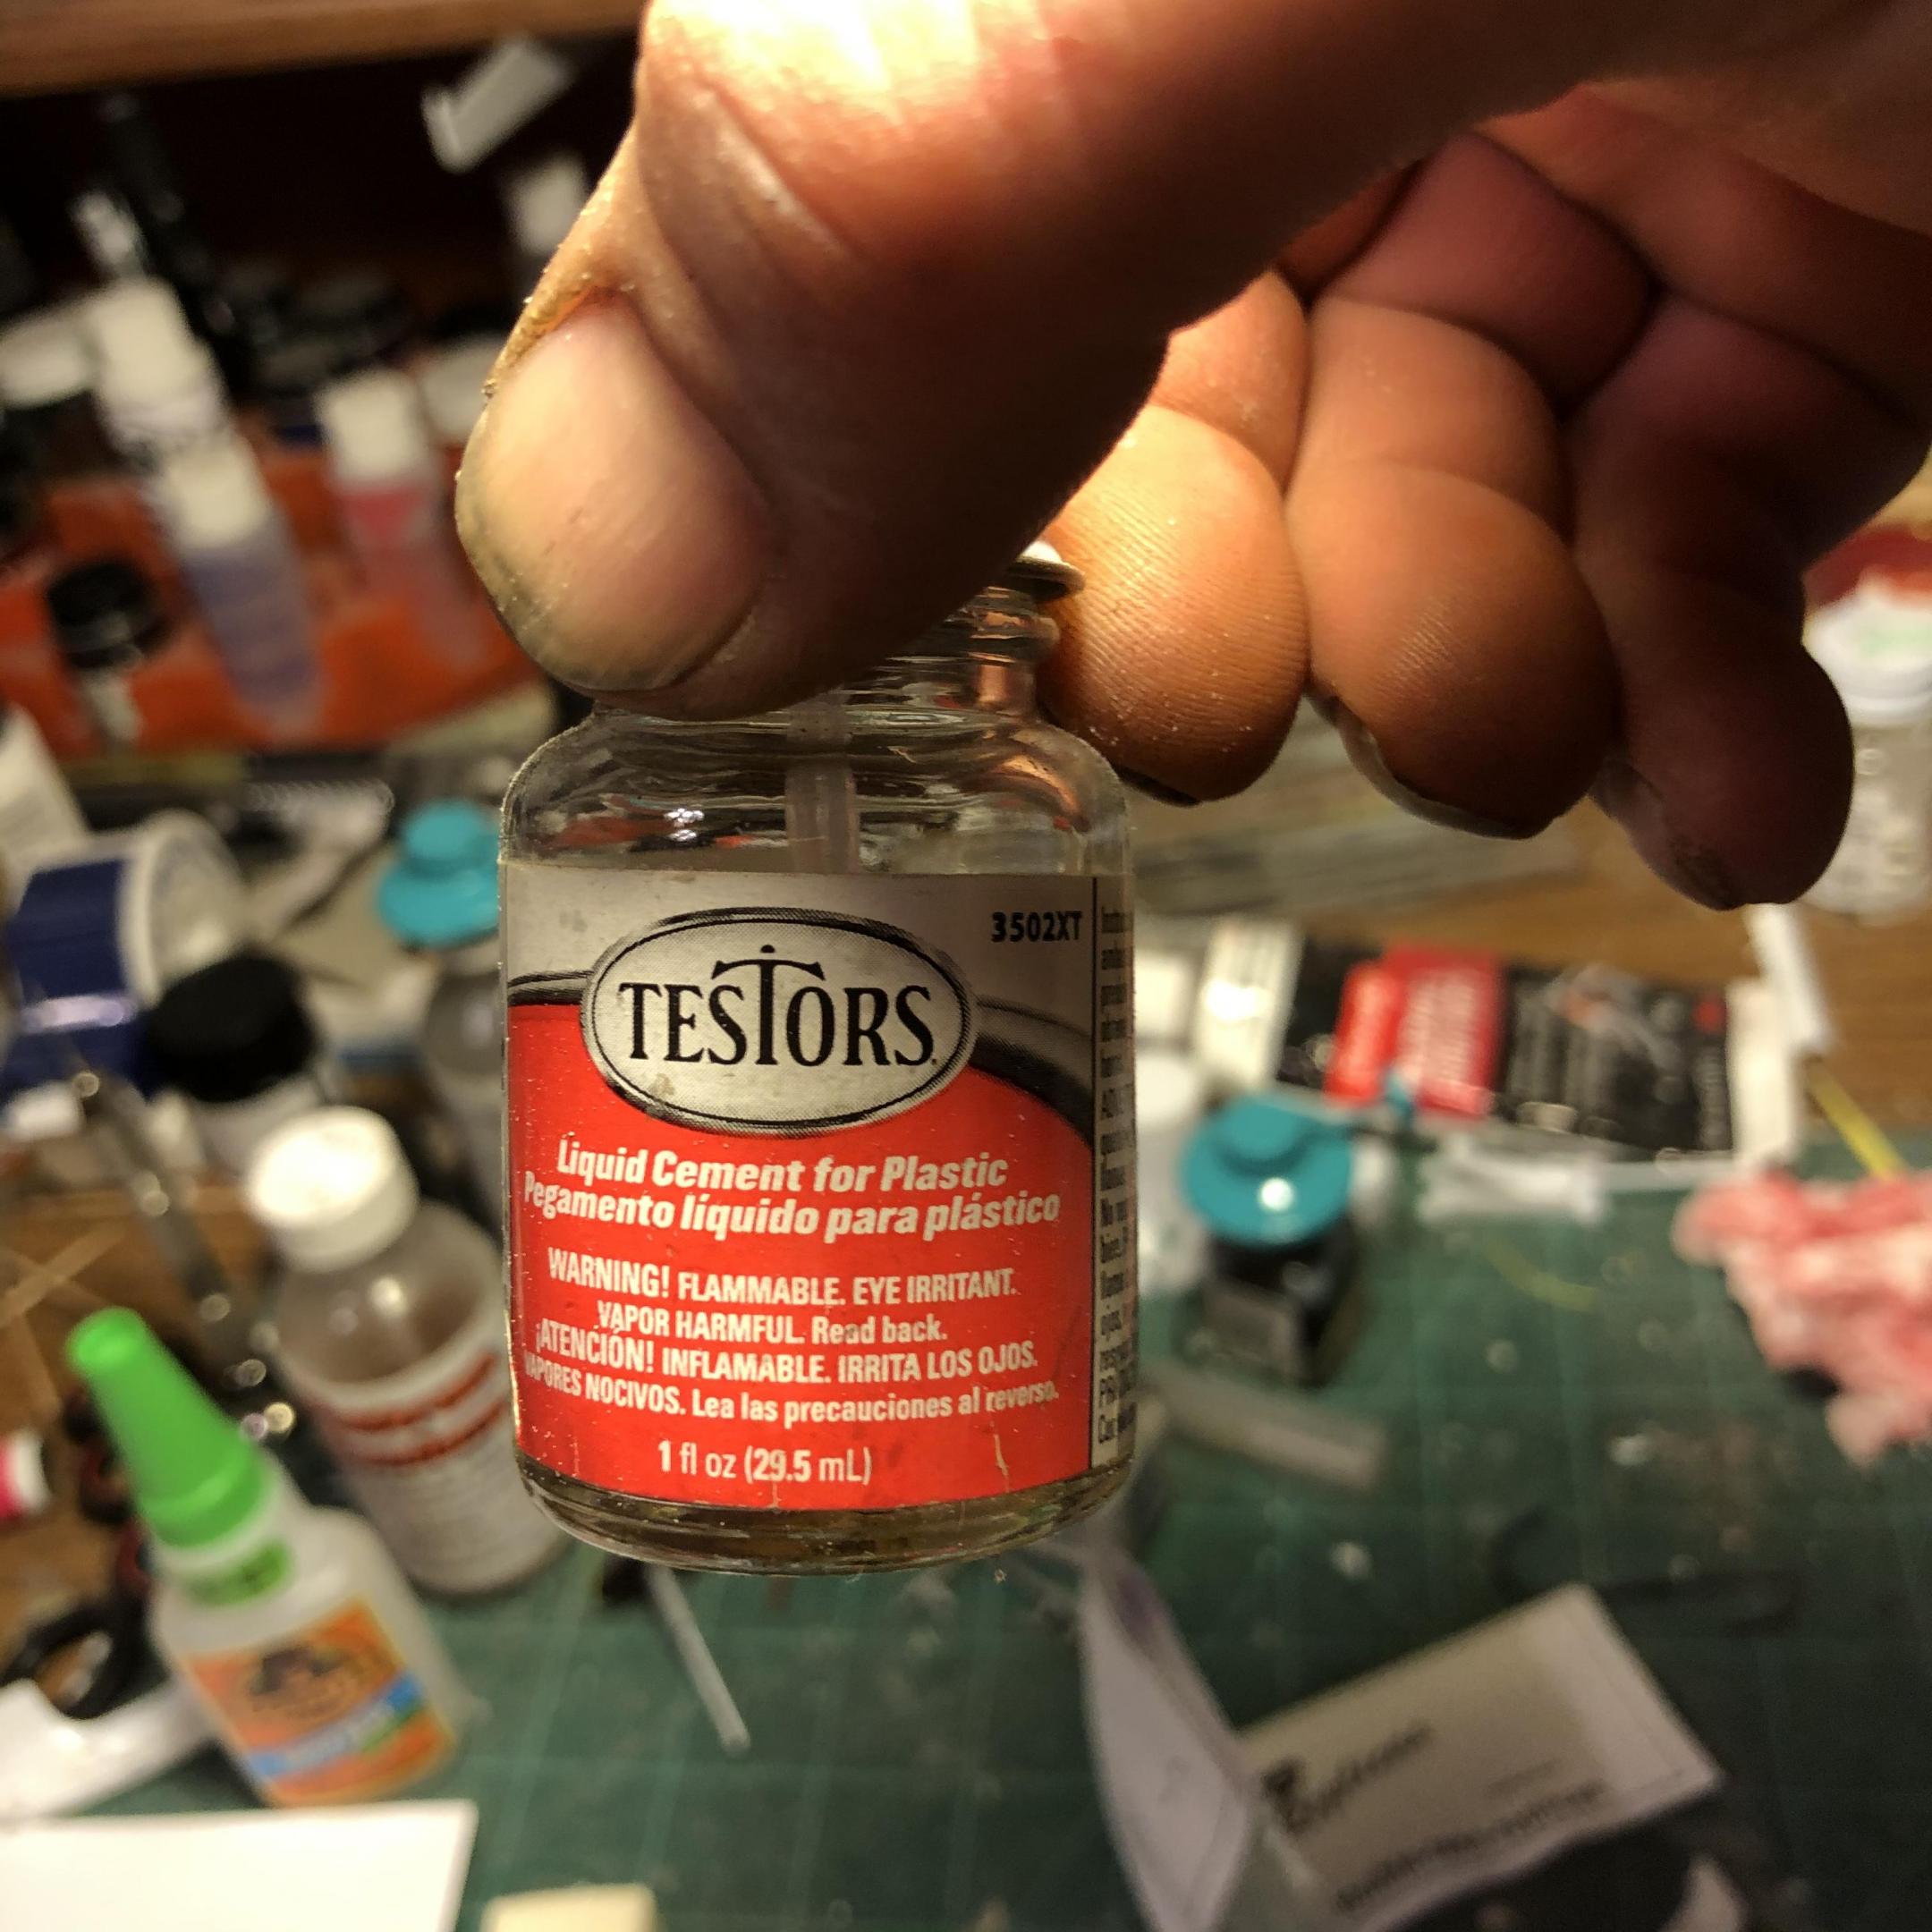 3502XT
TESTORS
Liquid Cement for Plastic
Pegamento líquido para plástico
WARNING! FLAMMABLE. EYE IRRITANT.
VAPOR HARMFUL. Read back.
¡ATENCIÓN! INFLAMABLE. IRRITA LOS OJOS.
VAPORES NOCIVOS. Lea las precauciones al reverso.
1 fl oz (29.5 mL)